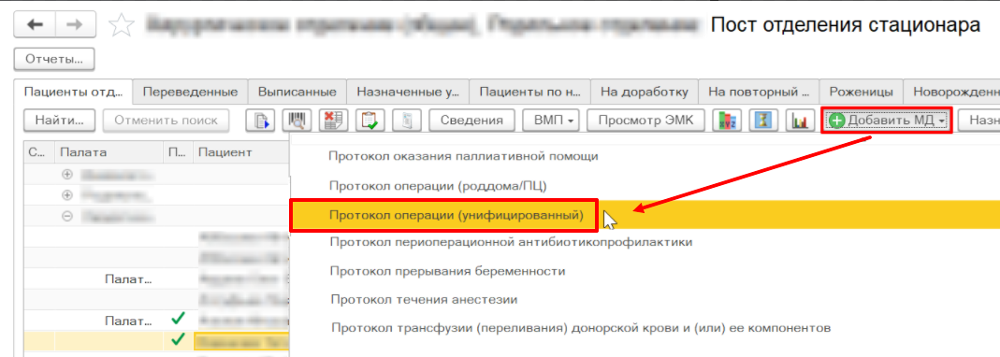 Пост отделения стационара
Отчеты...
Пациенты отд... Переведенные Выписанные Назначенные у... Пациенты по н... На доработку На повторный ... Роженицы Новорожденн
Найти... Отменить поиск Сведения ВМП Просмотр ЭМК XYZ Добавить МД Назн
С... Палата П... Пациент
Протокол оказания паллиативной помощи
Протокол операции (роддома/ПЦ)
Протокол операции (унифицированный)
Протокол периоперационной антибиотикопрофилактики
Протокол прерывания беременности
Палат...
Протокол течения анестезии
Палат...
Протокол трансфузии (переливания) донорской крови и (или) ее компонентов